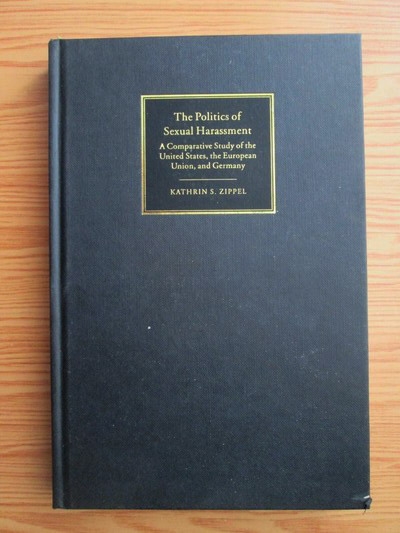 The Politics of
Sexual Harassment
A Comparative Study of the
United States, the European
Union, and Germany
KATHRIN S. ZIPPEL